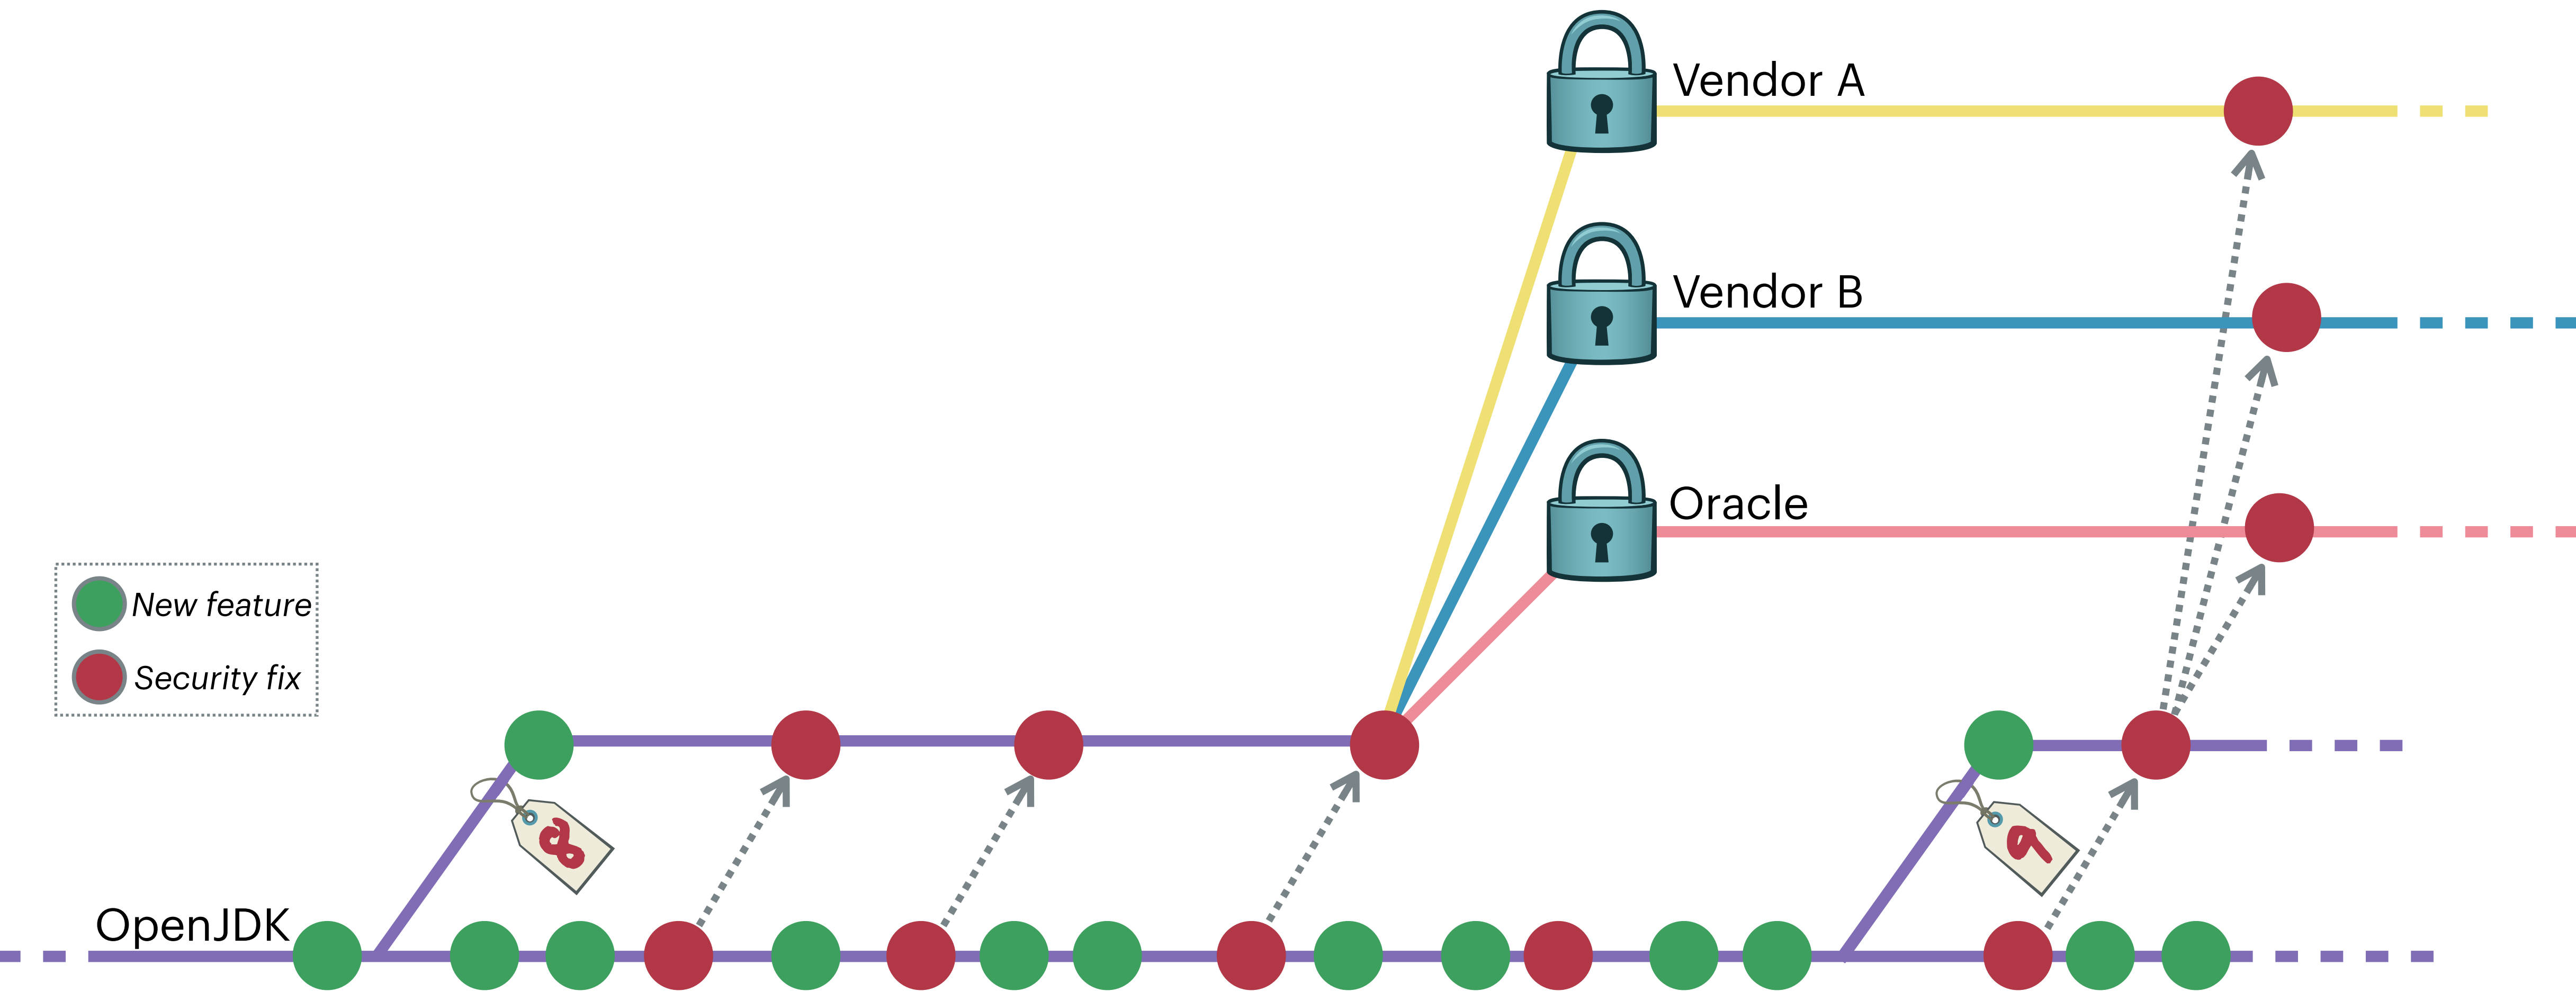 Vendor A
Vendor B
Oracle
New feature
Security fix
8
9
OpenJDK